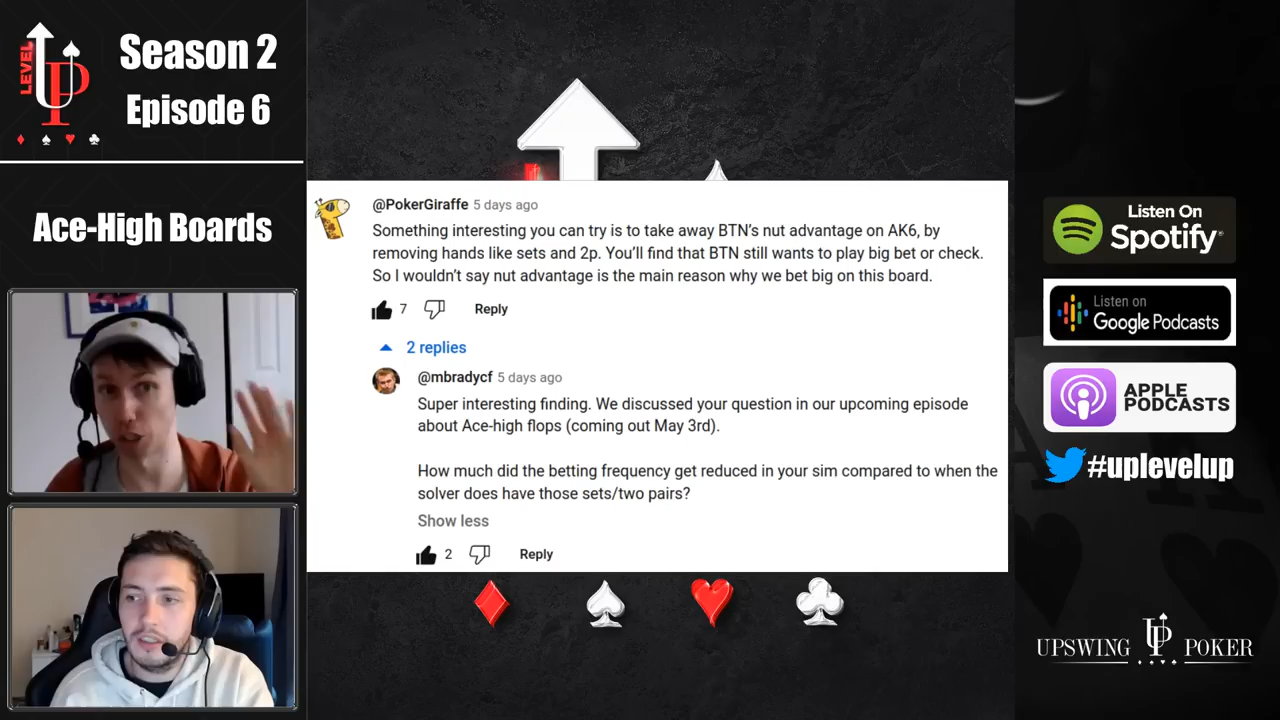 LEVEL
UP
Season 2
Episode 6
Ace-High Boards
@PokerGiraffe 5 days ago
Something interesting you can try is to take away BTN's nut advantage on AK6, by
removing hands like sets and 2p. You'll find that BTN still wants to play big bet or check.
So I wouldn't say nut advantage is the main reason why we bet big on this board.
7 Reply
2 replies
@mbradycf 5 days ago
Super interesting finding. We discussed your question in our upcoming episode
about Ace-high flops (coming out May 3rd).
How much did the betting frequency get reduced in your sim compared to when the
solver does have those sets/two pairs?
Show less
2 Reply
Listen On
Spotify
Listen on
Google Podcasts
APPLE
PODCASTS
#uplevelup
UPSWING UP POKER